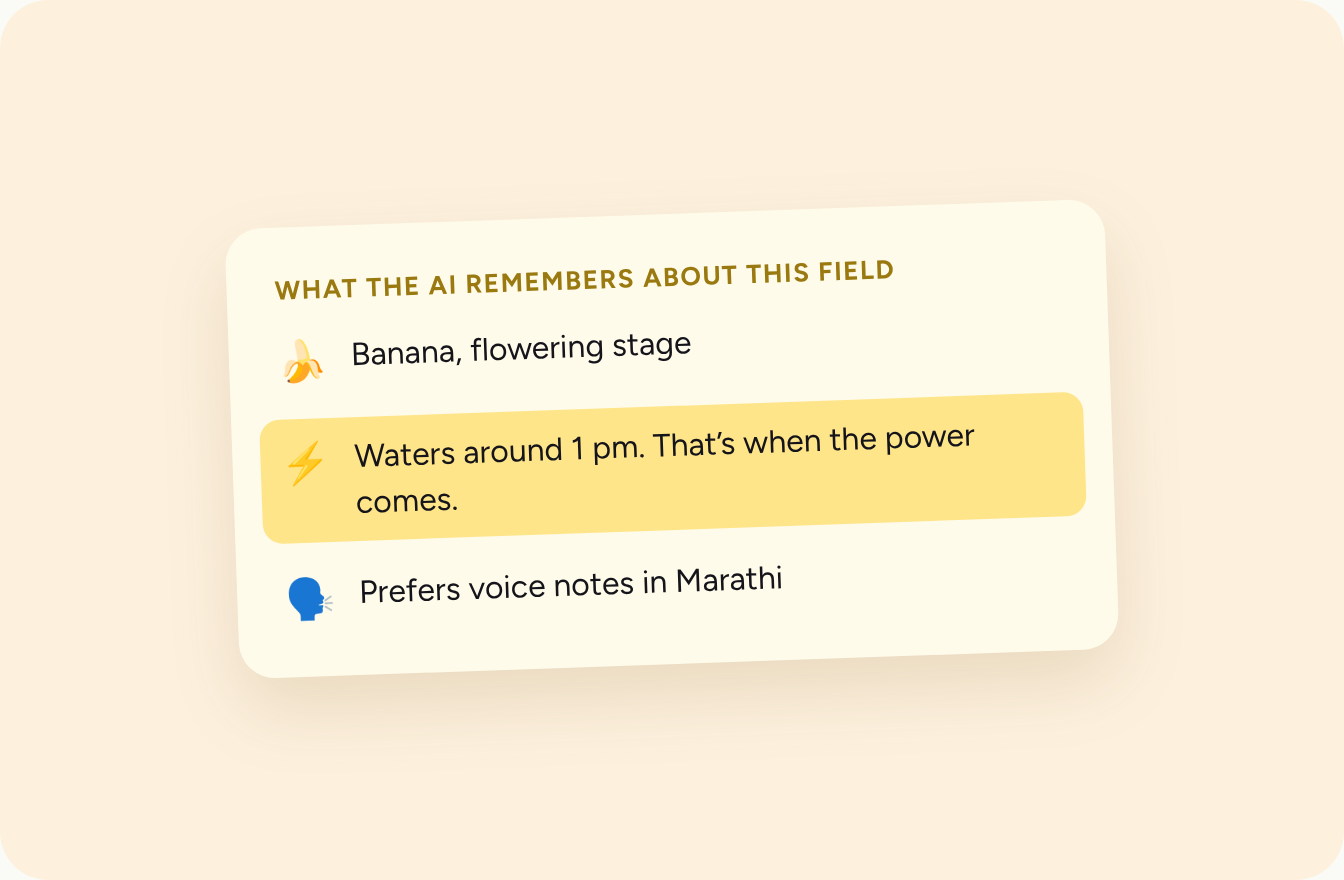 WHAT THE AI REMEMBERS ABOUT THIS FIELD
Banana, flowering stage
Waters around 1 pm. That’s when the power
comes.
Prefers voice notes in Marathi